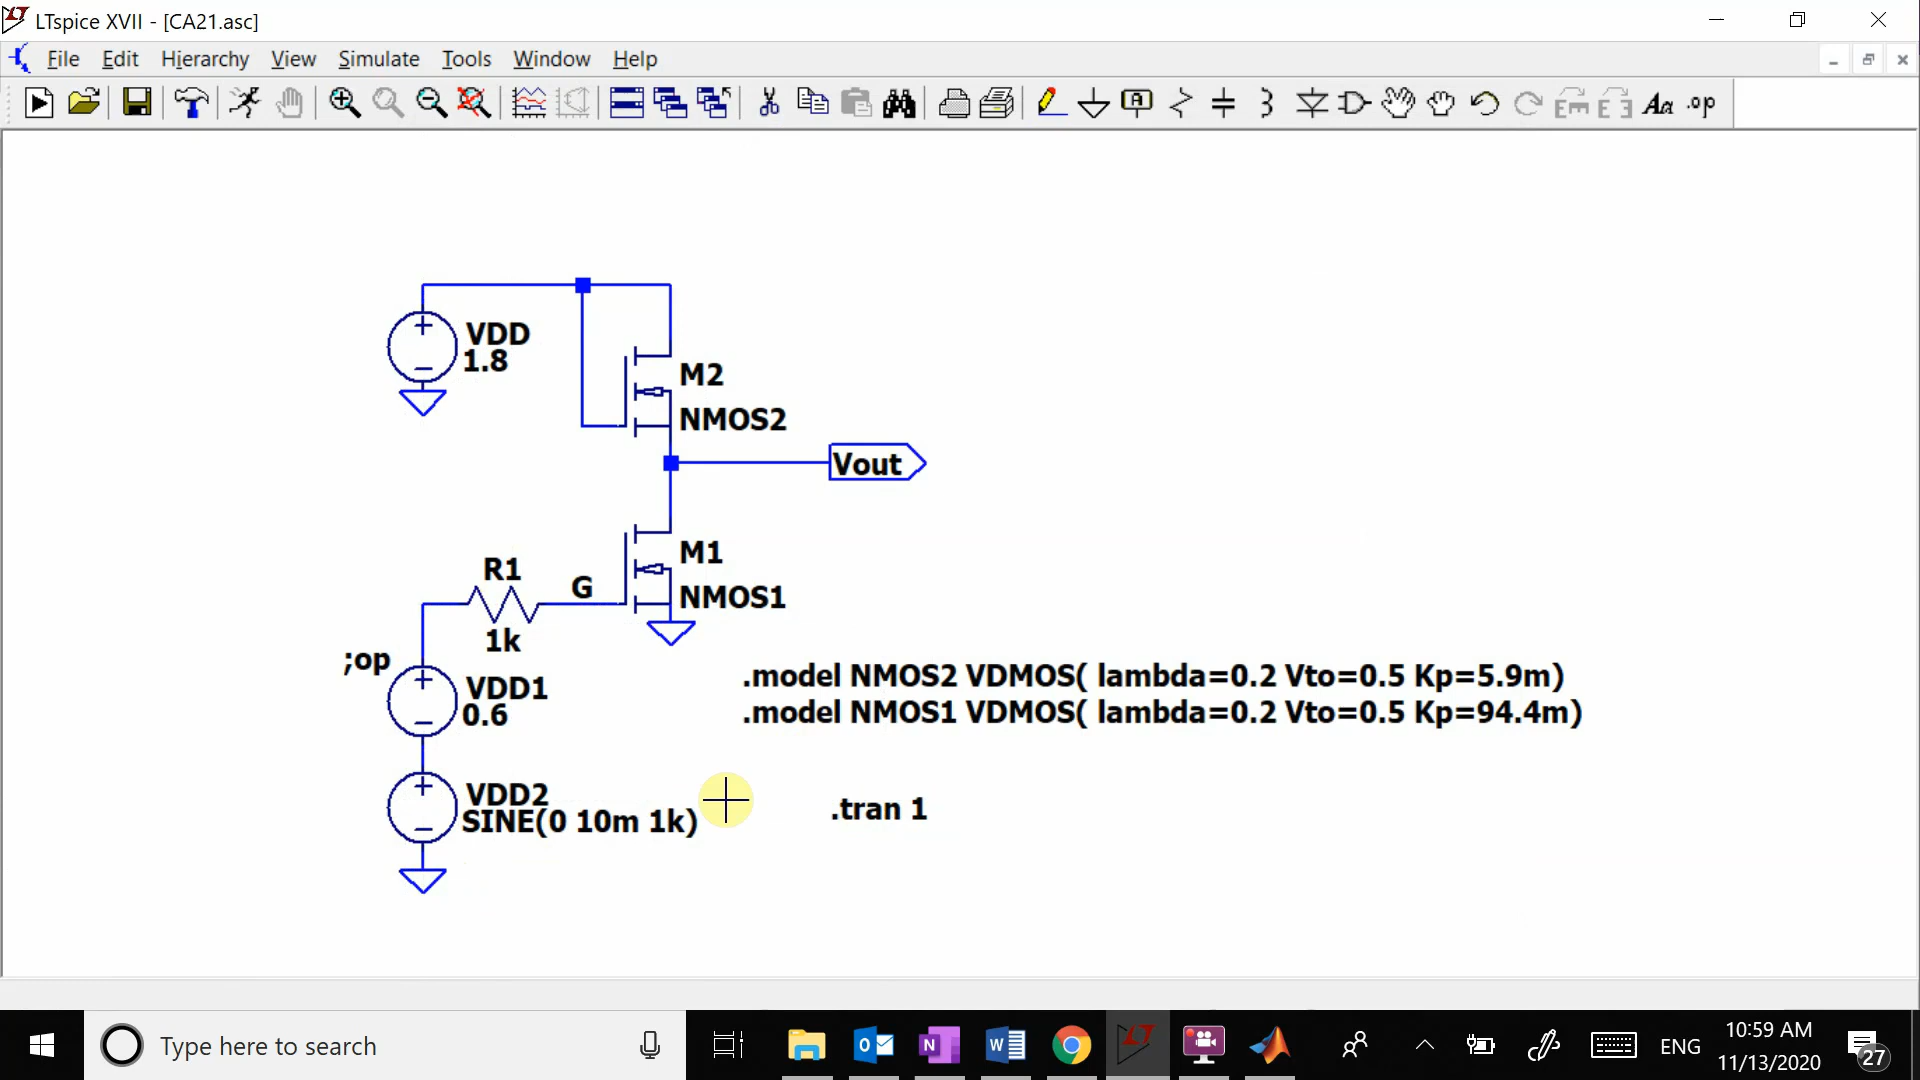 LTspice XVII - [CA21.asc]
File Edit Hierarchy View Simulate Tools Window Help
.op
VDD
1.8
M2
NMOS2
Vout
M1
NMOS1
R1
G
1k
;op
VDD1
0.6
.model NMOS2 VDMOS( lambda=0.2 Vto=0.5 Kp=5.9m)
.model NMOS1 VDMOS( lambda=0.2 Vto=0.5 Kp=94.4m)
VDD2
SINE(0 10m 1k)
.tran 1
Type here to search
ENG
10:59 AM
11/13/2020
27